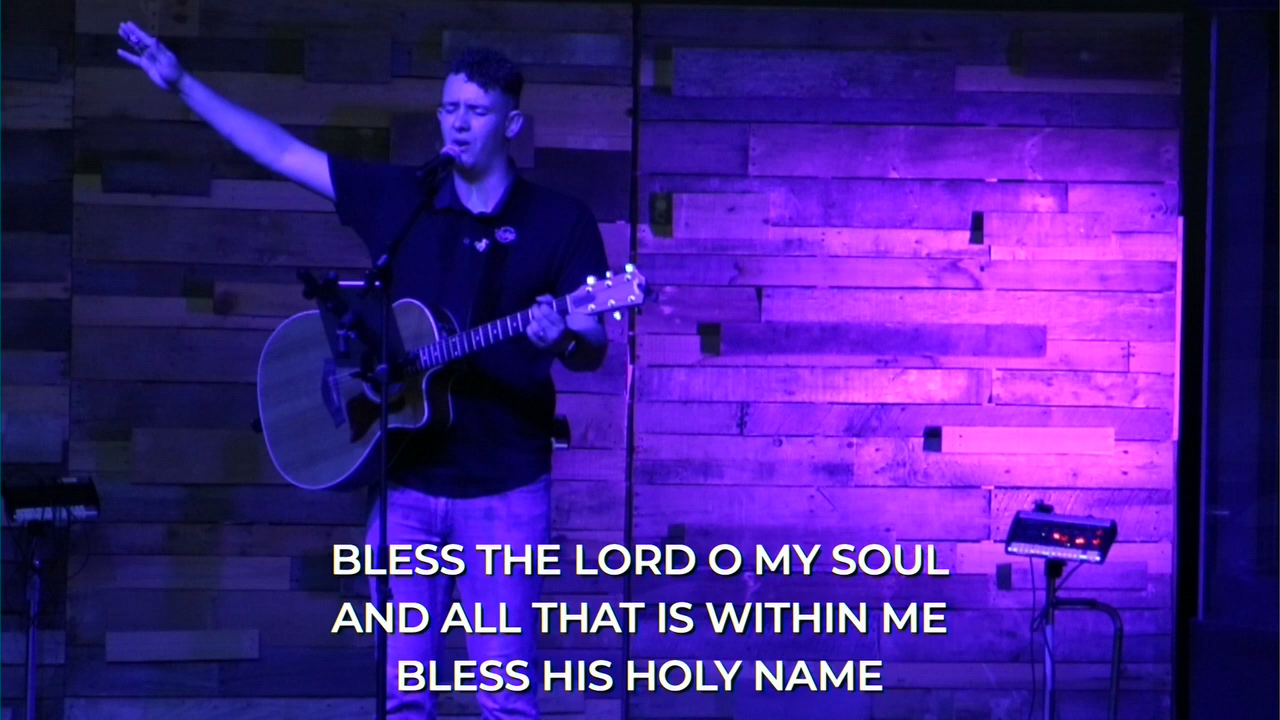 BLESS THE LORD O MY SOUL
AND ALL THAT IS WITHIN ME
BLESS HIS HOLY NAME